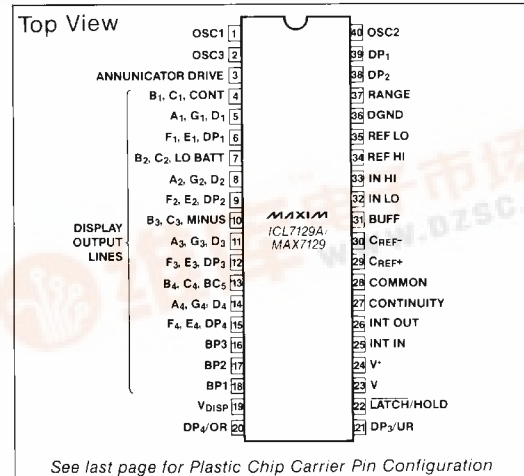 Top View
OSC1 1
OSC3 2
ANNUNICATOR DRIVE 3
B1, C1, CONT 4
A1, G1, D1 5
F1, E1, DP1 6
B2, C2, LO BATT 7
A2, G2, D2 8
F2, E2, DP2 9
B3, C3, MINUS 10
A3, G3, D3 11
F3, E3, DP3 12
B4, C4, BC5 13
A4, G4, D4 14
F4, E4, DP4 15
BP3 16
BP2 17
BP1 18
VDISP 19
DP4/OR 20
DISPLAY
OUTPUT
LINES
MAXIM
ICL7129A/
MAX7129
40 OSC2
39 DP1
38 DP2
37 RANGE
36 DGND
35 REF LO
34 REF HI
33 IN HI
32 IN LO
31 BUFF
30 CREF-
29 CREF+
28 COMMON
27 CONTINUITY
26 INT OUT
25 INT IN
24 V+
23 V
22 LATCH/HOLD
21 DP3/UR
See last page for Plastic Chip Carrier Pin Configuration